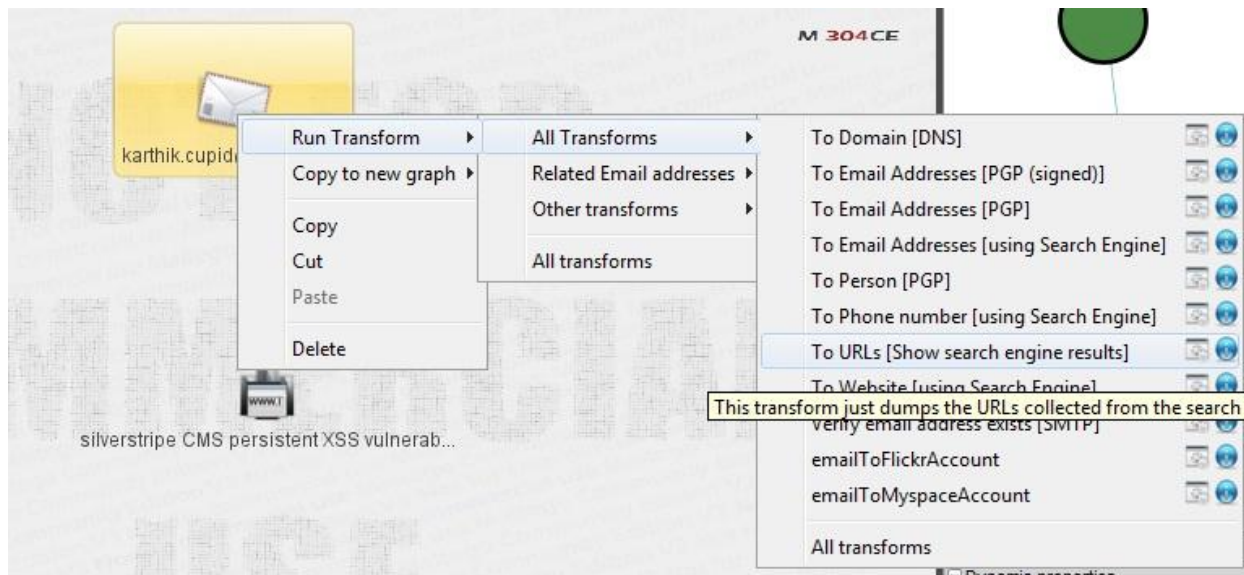 M 304CE
karthik.cupid
Run Transform
Copy to new graph
Copy
Cut
Paste
Delete
All Transforms
Related Email addresses
Other transforms
All transforms
To Domain [DNS]
To Email Addresses [PGP (signed)]
To Email Addresses [PGP]
To Email Addresses [using Search Engine]
To Person [PGP]
To Phone number [using Search Engine]
To URLs [Show search engine results]
To Website [using Search Engine]
This transform just dumps the URLs collected from the search
Verify email address exists [SMTP]
emailToFlickrAccount
emailToMyspaceAccount
All transforms
WWW.T
silverstripe CMS persistent XSS vulnerab...
Dynamic properties